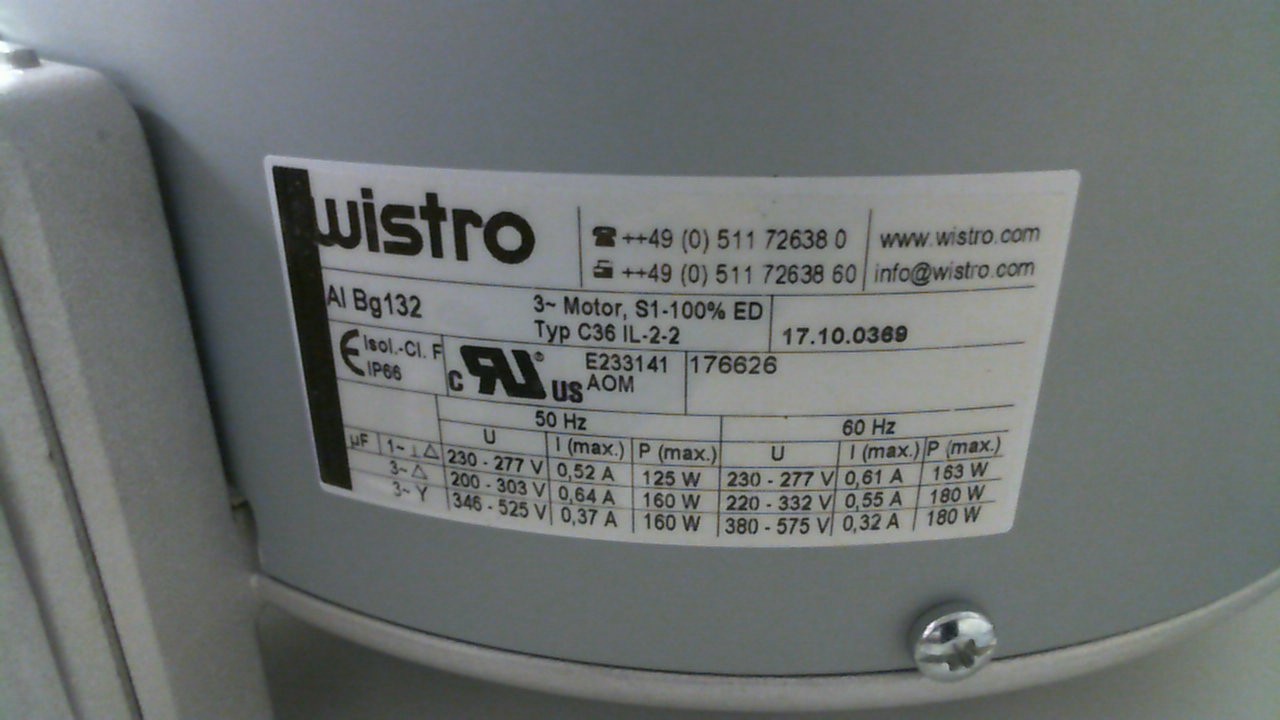 wistro
☎ ++49 (0) 511 72638 0
++49 (0) 511 72638 60
www.wistro.com
info@wistro.com
AI Bg132
3~ Motor, S1-100% ED
Typ C36 IL-2-2
17.10.0369
CE Isol.-Cl. F
IP66
C RU® US
E233141
AOM
176626
50 Hz 60 Hz
U I (max.) P (max.) U I (max.) P (max.)
µF 1~ ⊥ △ 230 - 277 V 0,52 A 125 W 230 - 277 V 0,61 A 163 W
3~ △ 200 - 303 V 0,64 A 160 W 220 - 332 V 0,55 A 180 W
3~ Y 346 - 525 V 0,37 A 160 W 380 - 575 V 0,32 A 180 W